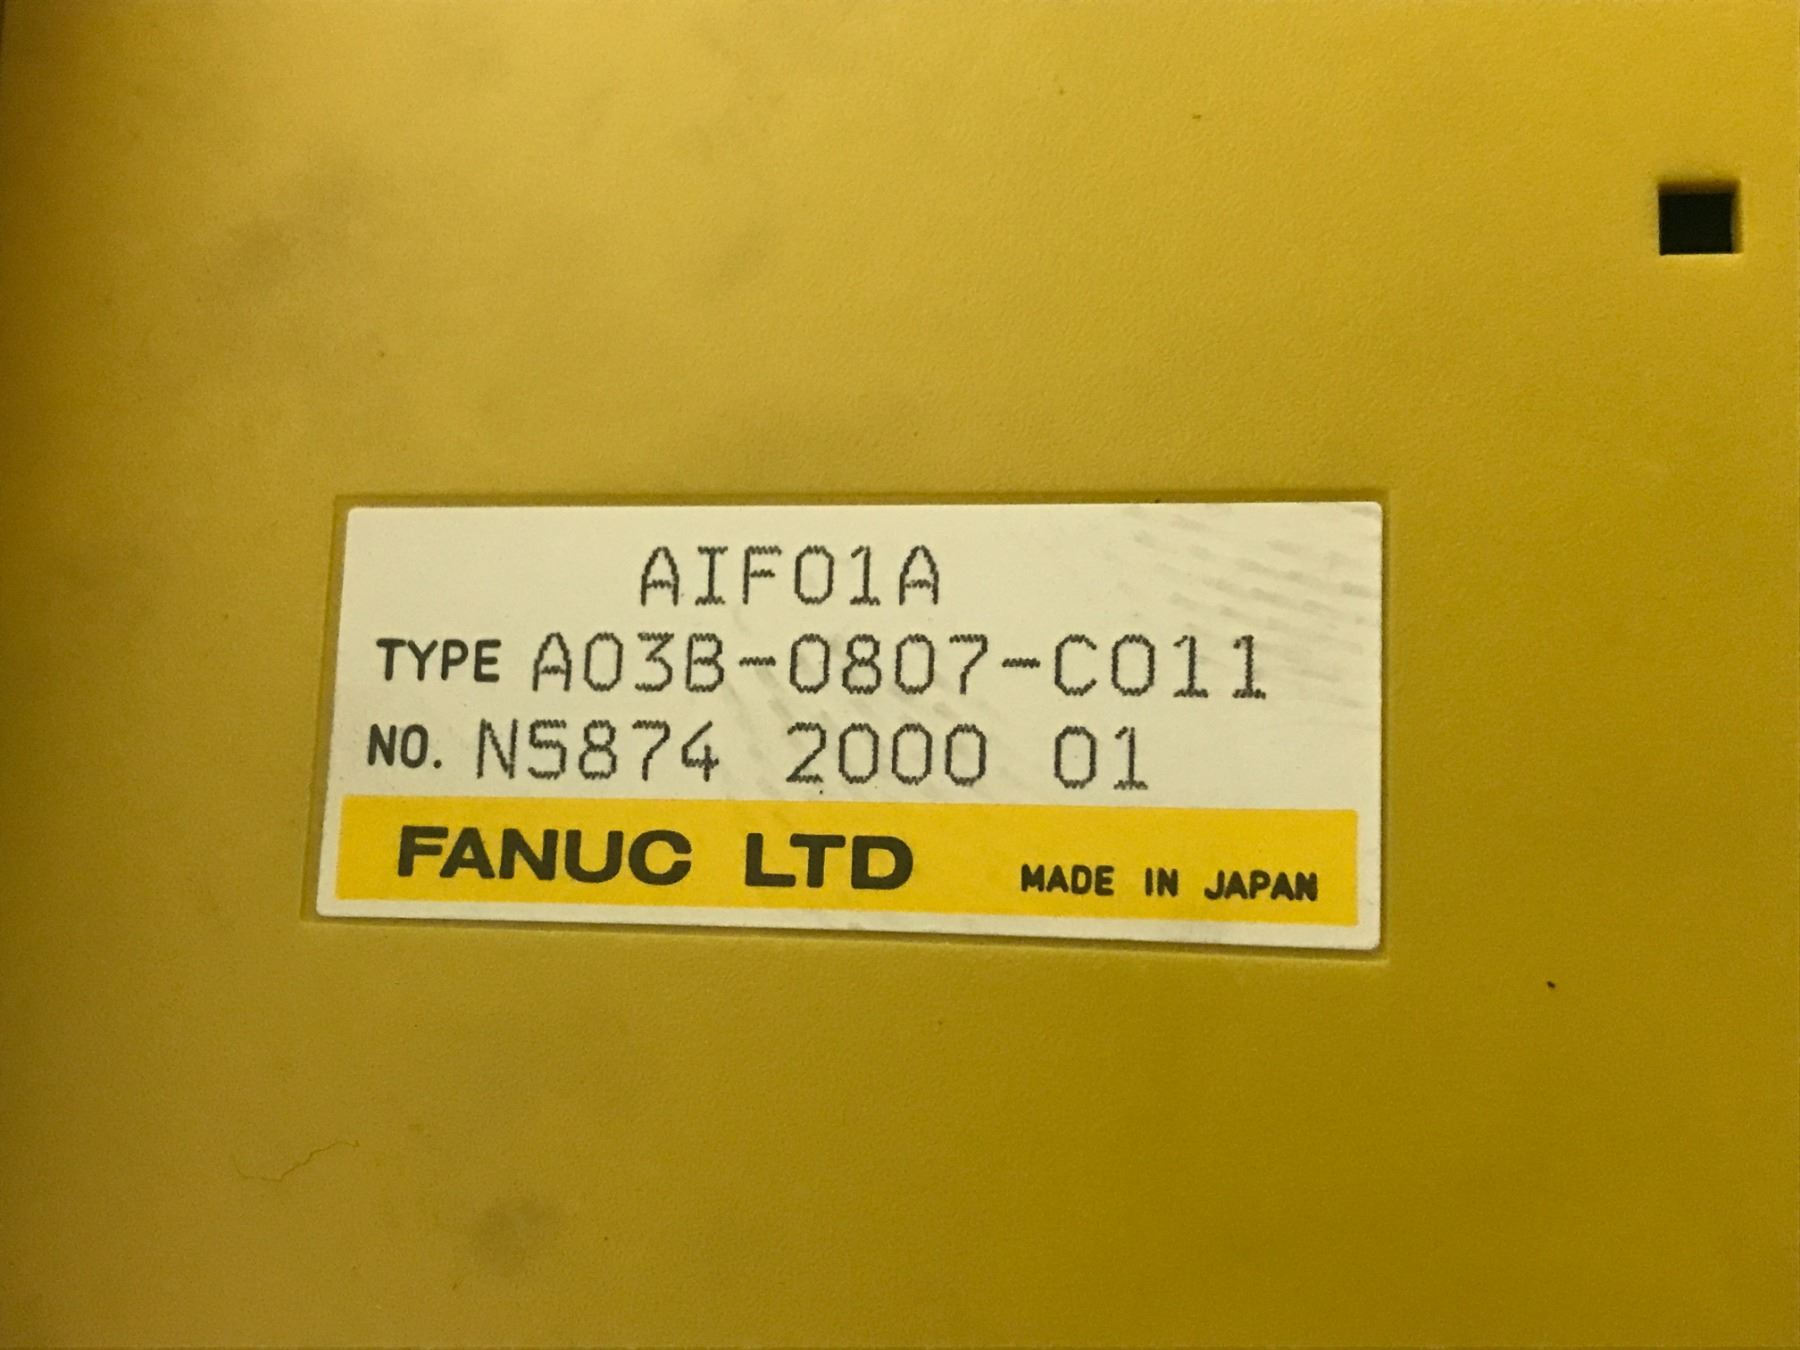 AIF01A
TYPE A03B-0807-C011
NO. N5874 2000 01
FANUC LTD MADE IN JAPAN